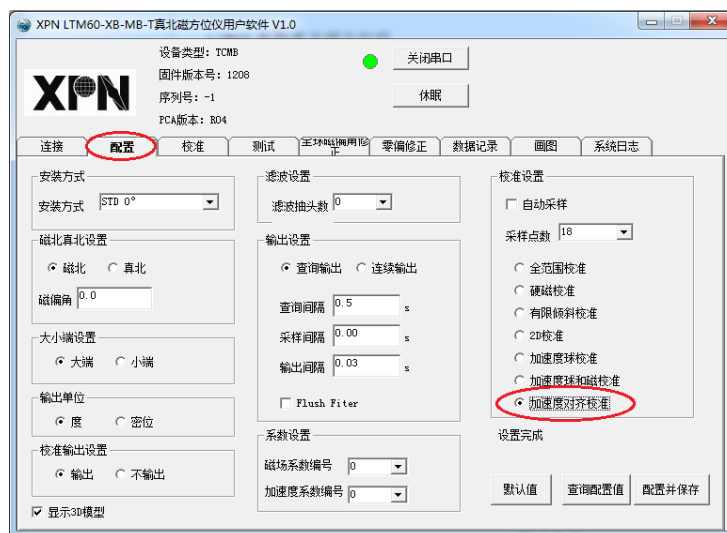 XPN LTM60-XB-MB-T真北磁方位仪用户软件 V1.0
XPN
设备类型: TCMB
固件版本号: 1208
序列号: -1
PCA版本: R04
关闭串口
休眠
连接 配置 校准 测试 全球磁偏角修正 零偏修正 数据记录 画图 系统日志
安装方式
安装方式 STD 0°
磁北真北设置
磁北 真北
磁偏角 0.0
大小端设置
大端 小端
输出单位
度 密位
校准输出设置
输出 不输出
显示3D模型
滤波设置
滤波抽头数 0
输出设置
查询输出 连续输出
查询间隔 0.5 s
采样间隔 0.00 s
输出间隔 0.03 s
Flush Fiter
系数设置
磁场系数编号 0
加速度系数编号 0
校准设置
自动采样
采样点数 18
全范围校准
硬磁校准
有限倾斜校准
2D校准
加速度球校准
加速度球和磁校准
加速度对齐校准
设置完成
默认值 查询配置值 配置并保存